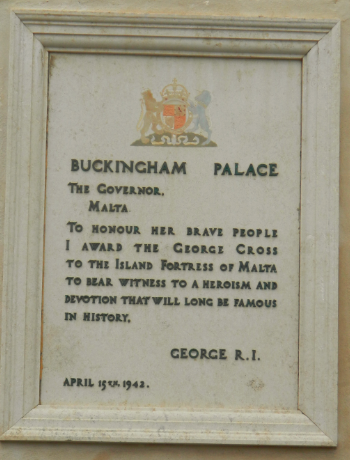 BUCKINGHAM PALACE
THE GOVERNOR,
MALTA
TO HONOUR HER BRAVE PEOPLE
I AWARD THE GEORGE CROSS
TO THE ISLAND FORTRESS OF MALTA
TO BEAR WITNESS TO A HEROISM AND
DEVOTION THAT WILL LONG BE FAMOUS
IN HISTORY.
GEORGE R.I.
APRIL 15TH. 1942.